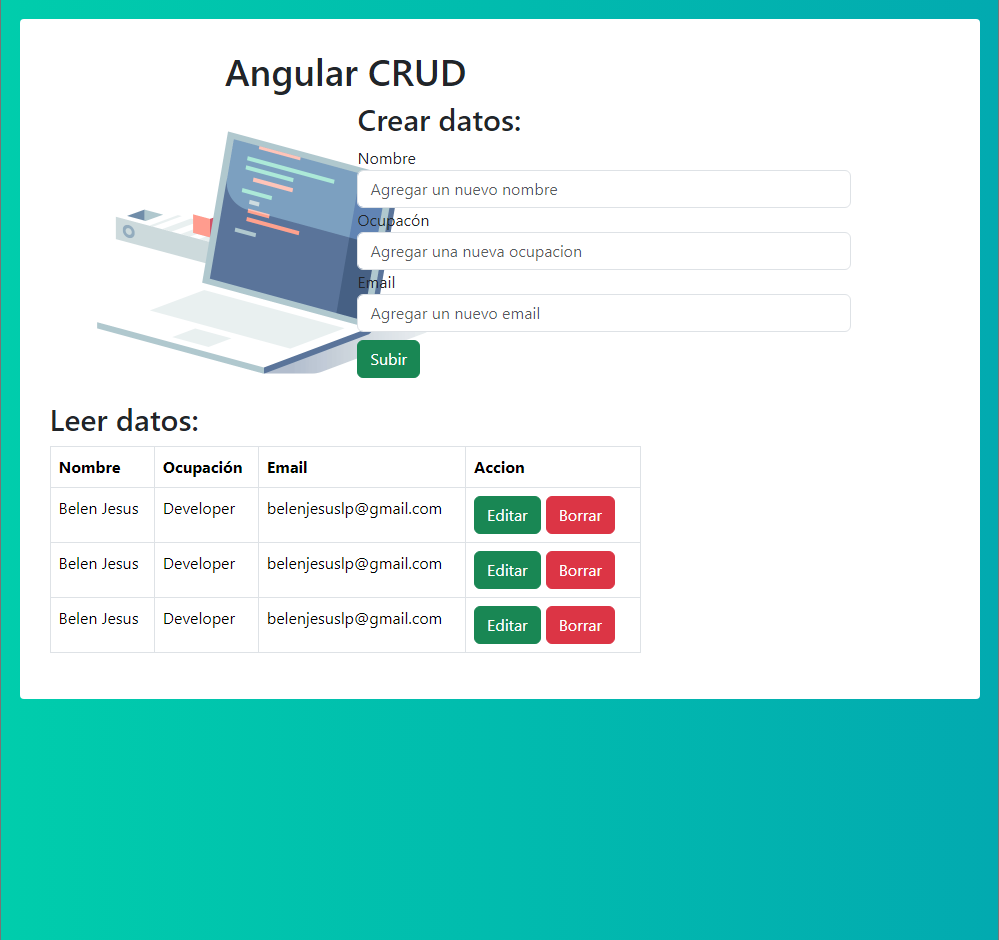 Angular CRUD
Crear datos:
Nombre
Agregar un nuevo nombre
Ocupacón
Agregar una nueva ocupacion
Email
Agregar un nuevo email
Subir
Leer datos:
Nombre Ocupación Email Accion
Belen Jesus Developer belenjesuslp@gmail.com Editar Borrar
Belen Jesus Developer belenjesuslp@gmail.com Editar Borrar
Belen Jesus Developer belenjesuslp@gmail.com Editar Borrar